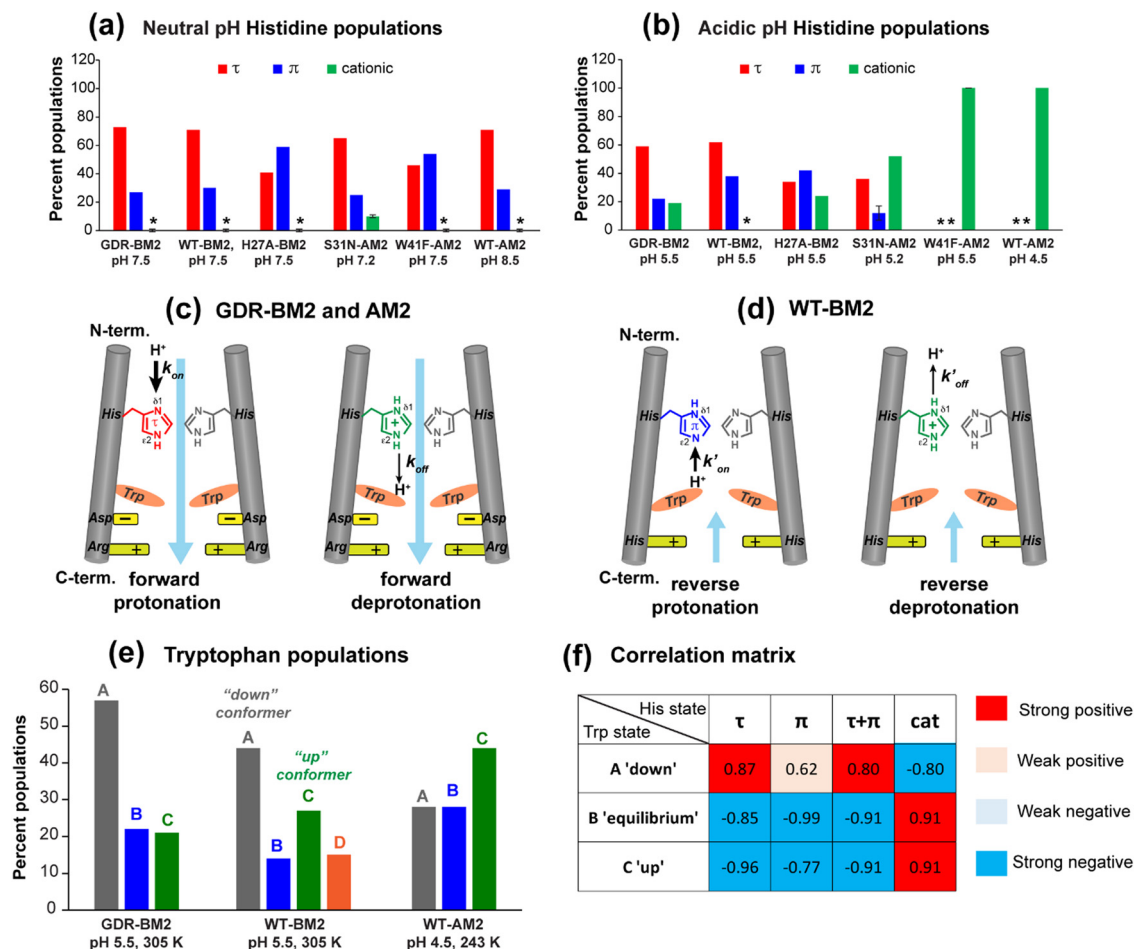 (a) Neutral pH Histidine populations
τ π cationic
Percent populations
120
100
80
60
40
20
0
* * * * *
GDR-BM2 WT-BM2, H27A-BM2 S31N-AM2 W41F-AM2 WT-AM2
pH 7.5 pH 7.5 pH 7.5 pH 7.2 pH 7.5 pH 8.5
(b) Acidic pH Histidine populations
τ π cationic
Percent populations
120
100
80
60
40
20
0
* ** **
GDR-BM2 WT-BM2, H27A-BM2 S31N-AM2 W41F-AM2 WT-AM2
pH 5.5 pH 5.5 pH 5.5 pH 5.2 pH 5.5 pH 4.5
(c) GDR-BM2 and AM2
N-term.
H⁺
k on
His N δ1 N His
τ
ε2 N H N H
Trp Trp
Asp − − Asp
Arg + + Arg
C-term. forward
protonation
His H N δ1 N His
+
ε2 N H N H
k off
H⁺
Trp Trp
Asp − − Asp
Arg + + Arg
forward
deprotonation
(d) WT-BM2
N-term.
His H N δ1 N His
π
ε2 N N H
k' on
H⁺
Trp Trp
His + + His
C-term. reverse
protonation
H⁺
k' off
His H N δ1 N His
+
ε2 N H N H
Trp Trp
His + + His
reverse
deprotonation
(e) Tryptophan populations
Percent populations
60
50
40
30
20
10
0
A B C
"down"
conformer
A B C D
"up"
conformer
A B C
GDR-BM2 WT-BM2 WT-AM2
pH 5.5, 305 K pH 5.5, 305 K pH 4.5, 243 K
(f) Correlation matrix
His state
Trp state
τ π τ+π cat
A 'down' 0.87 0.62 0.80 -0.80
B 'equilibrium' -0.85 -0.99 -0.91 0.91
C 'up' -0.96 -0.77 -0.91 0.91
Strong positive
Weak positive
Weak negative
Strong negative